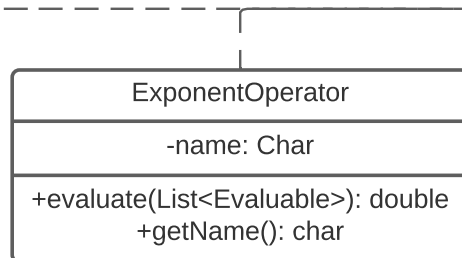 ExponentOperator
-name: Char
+evaluate(List<Evaluable>): double
+getName(): char